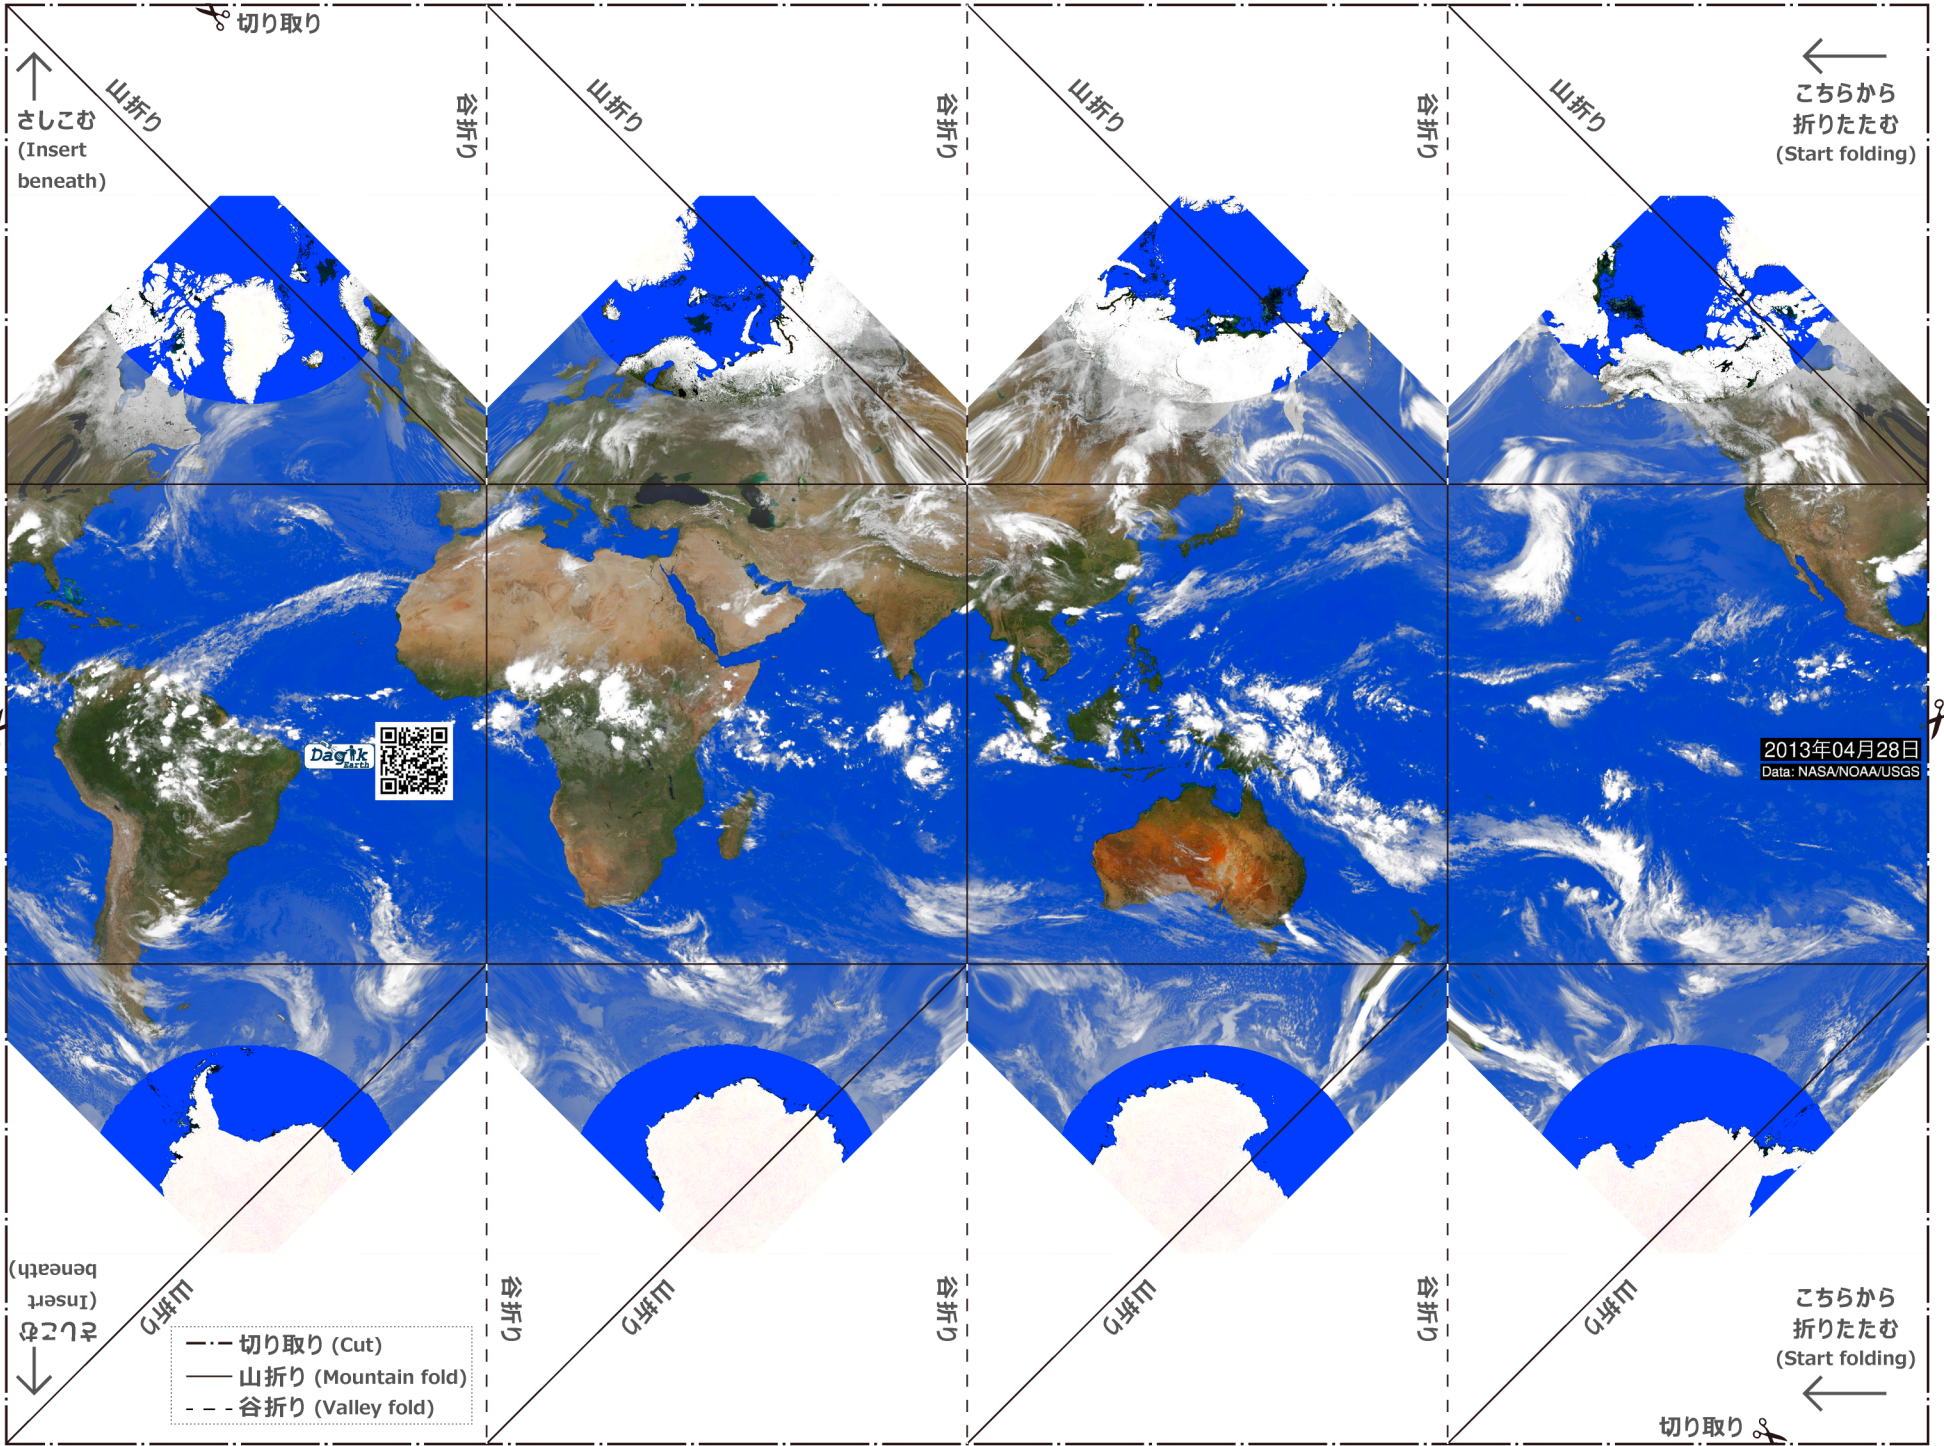 切り取り
さしこむ
(Insert
beneath)
山折り
谷折り
山折り
谷折り
山折り
谷折り
山折り
こちらから
折りたたむ
(Start folding)
Dagik
Earth
2013年04月28日
Data: NASA/NOAA/USGS
さしこむ
(Insert
beneath)
山折り
谷折り
山折り
谷折り
山折り
谷折り
山折り
こちらから
折りたたむ
(Start folding)
切り取り (Cut)
山折り (Mountain fold)
谷折り (Valley fold)
切り取り